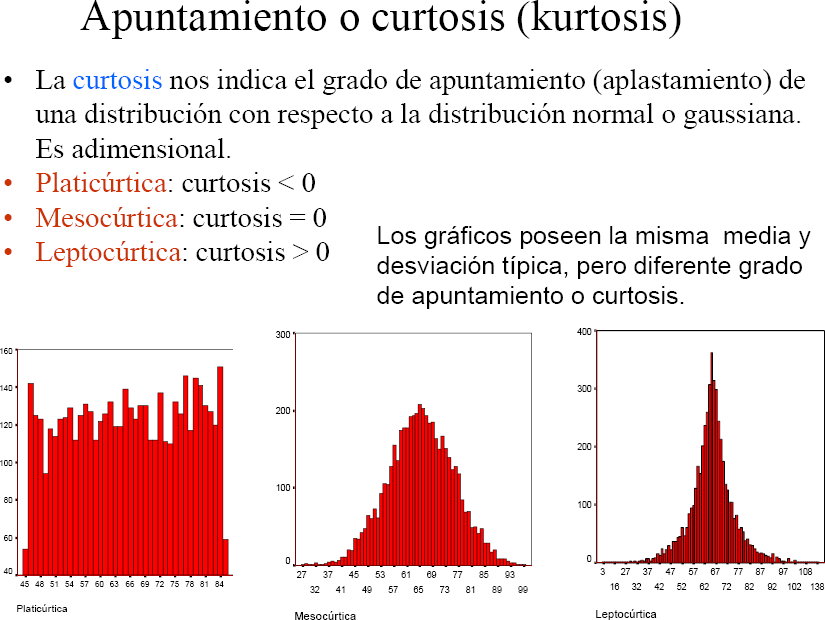 Apuntamiento o curtosis (kurtosis)
• La curtosis nos indica el grado de apuntamiento (aplastamiento) de
una distribución con respecto a la distribución normal o gaussiana.
Es adimensional.
• Platicúrtica: curtosis < 0
• Mesocúrtica: curtosis = 0
• Leptocúrtica: curtosis > 0
Los gráficos poseen la misma media y
desviación típica, pero diferente grado
de apuntamiento o curtosis.
160
140
120
100
80
60
40
45 48 51 54 57 60 63 66 69 72 75 78 81 84
Platicúrtica
300
200
100
0
27 37 45 53 61 69 77 85 93
32 41 49 57 65 73 81 89 99
Mesocúrtica
400
300
200
100
0
3 27 37 47 57 67 77 87 97 108
16 32 42 52 62 72 82 92 102 138
Leptocúrtica